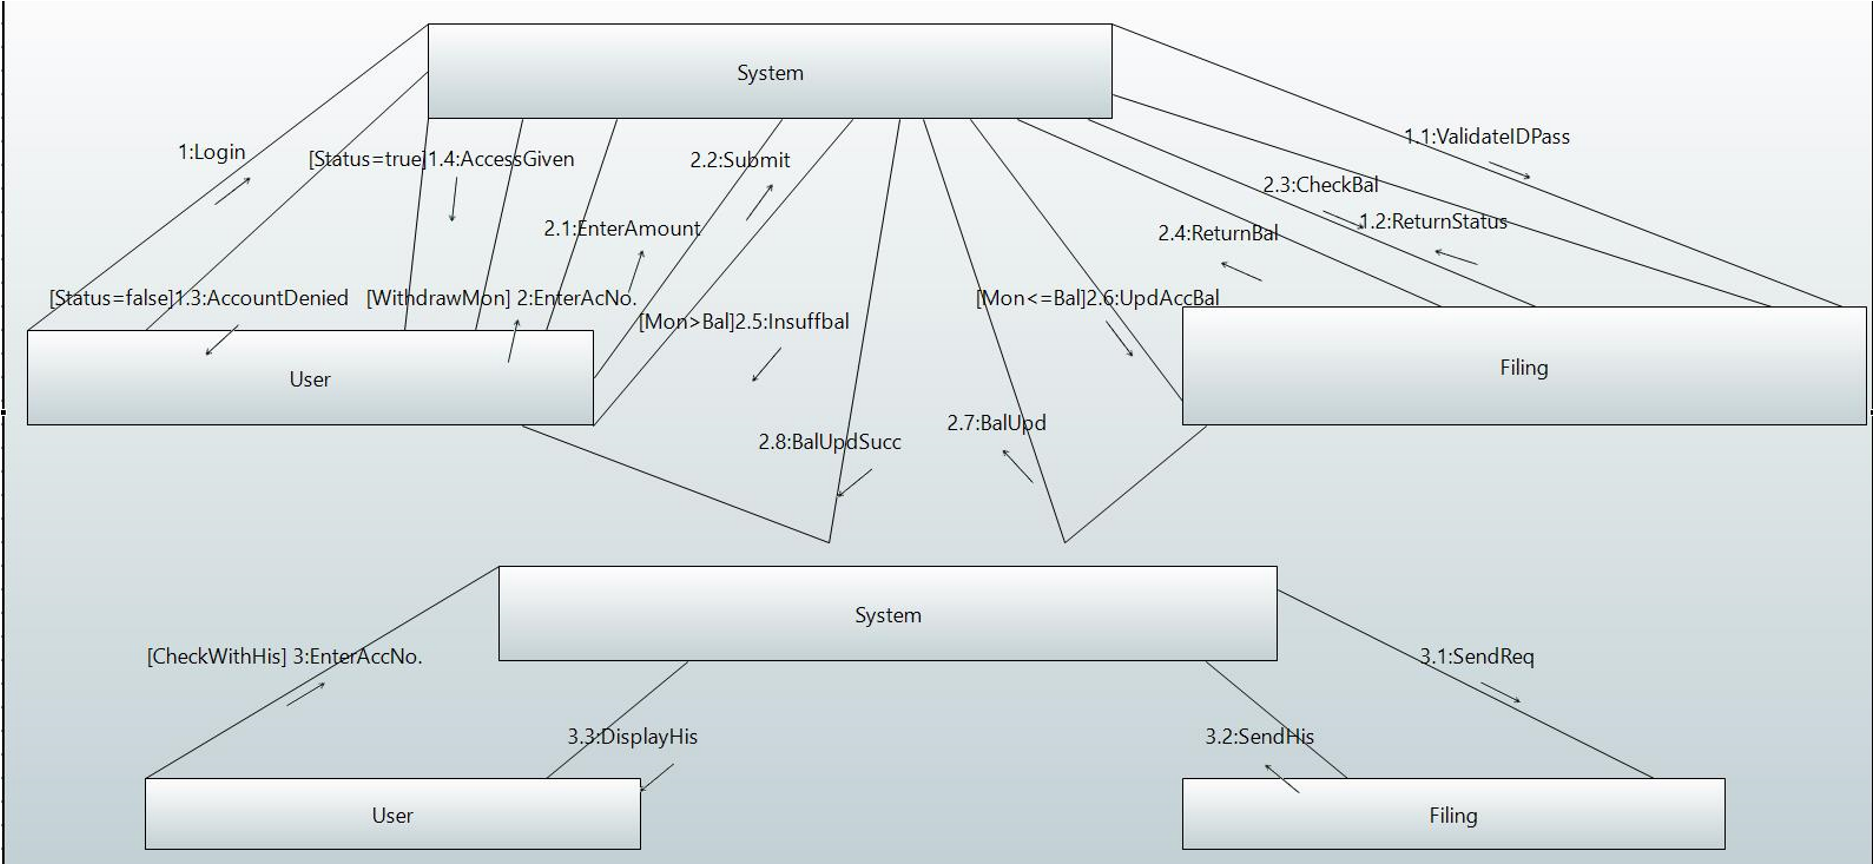 System
1:Login
[Status=true]1.4:AccessGiven
2.2:Submit
1.1:ValidateIDPass
2.3:CheckBal
1.2:ReturnStatus
2.1:EnterAmount
2.4:ReturnBal
[Status=false]1.3:AccountDenied
[WithdrawMon] 2:EnterAcNo.
[Mon>Bal]2.5:Insuffbal
[Mon<=Bal]2.6:UpdAccBal
User
Filing
2.8:BalUpdSucc
2.7:BalUpd
System
[CheckWithHis] 3:EnterAccNo.
3.1:SendReq
3.3:DisplayHis
3.2:SendHis
User
Filing